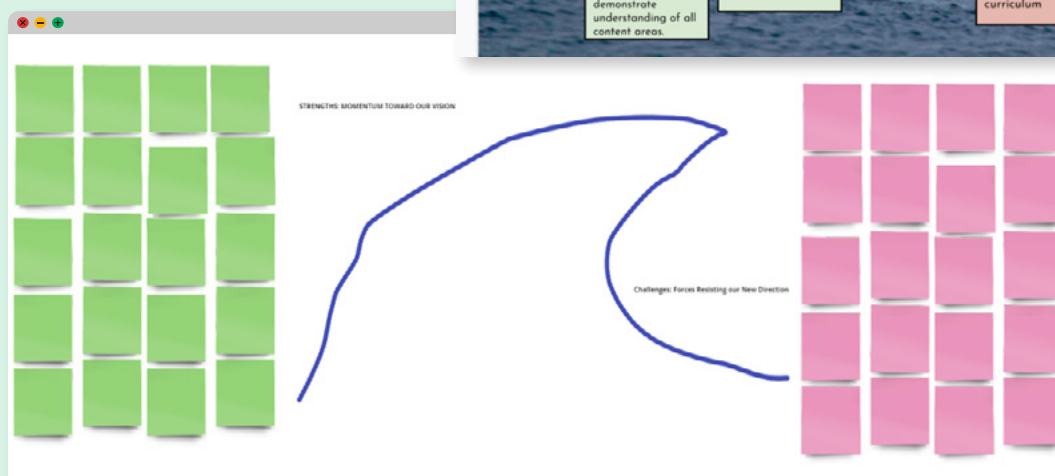 demonstrate
understanding of all
content areas.
curriculum
STRENGTHS: MOMENTUM TOWARD OUR VISION
Challenges: Forces Resisting our New Direction